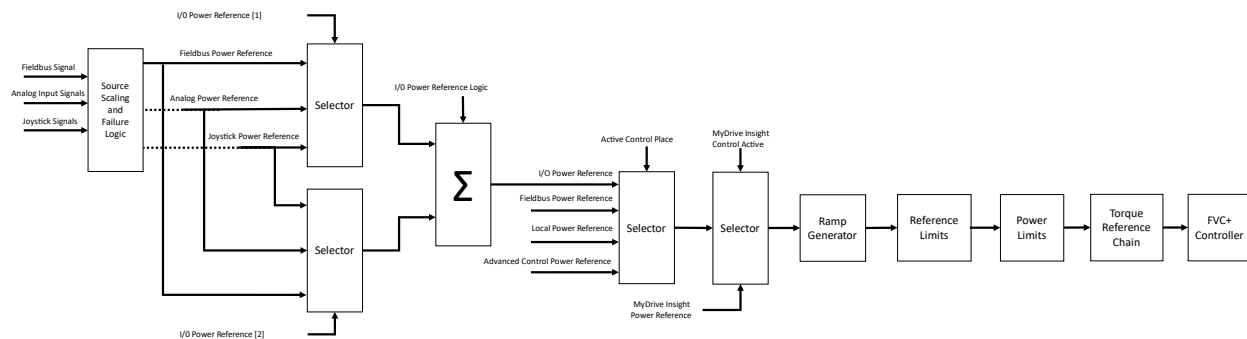 I/0 Power Reference [1]
Fieldbus Power Reference
Fieldbus Signal
Analog Input Signals
Joystick Signals
Source
Scaling
and
Failure
Logic
Analog Power Reference
Joystick Power Reference
Selector
I/0 Power Reference Logic
Σ
Selector
I/0 Power Reference [2]
Active Control Place
I/O Power Reference
Fieldbus Power Reference
Local Power Reference
Advanced Control Power Reference
Selector
MyDrive Insight
Control Active
Selector
MyDrive Insight
Power Reference
Ramp
Generator
Reference
Limits
Power
Limits
Torque
Reference
Chain
FVC+
Controller